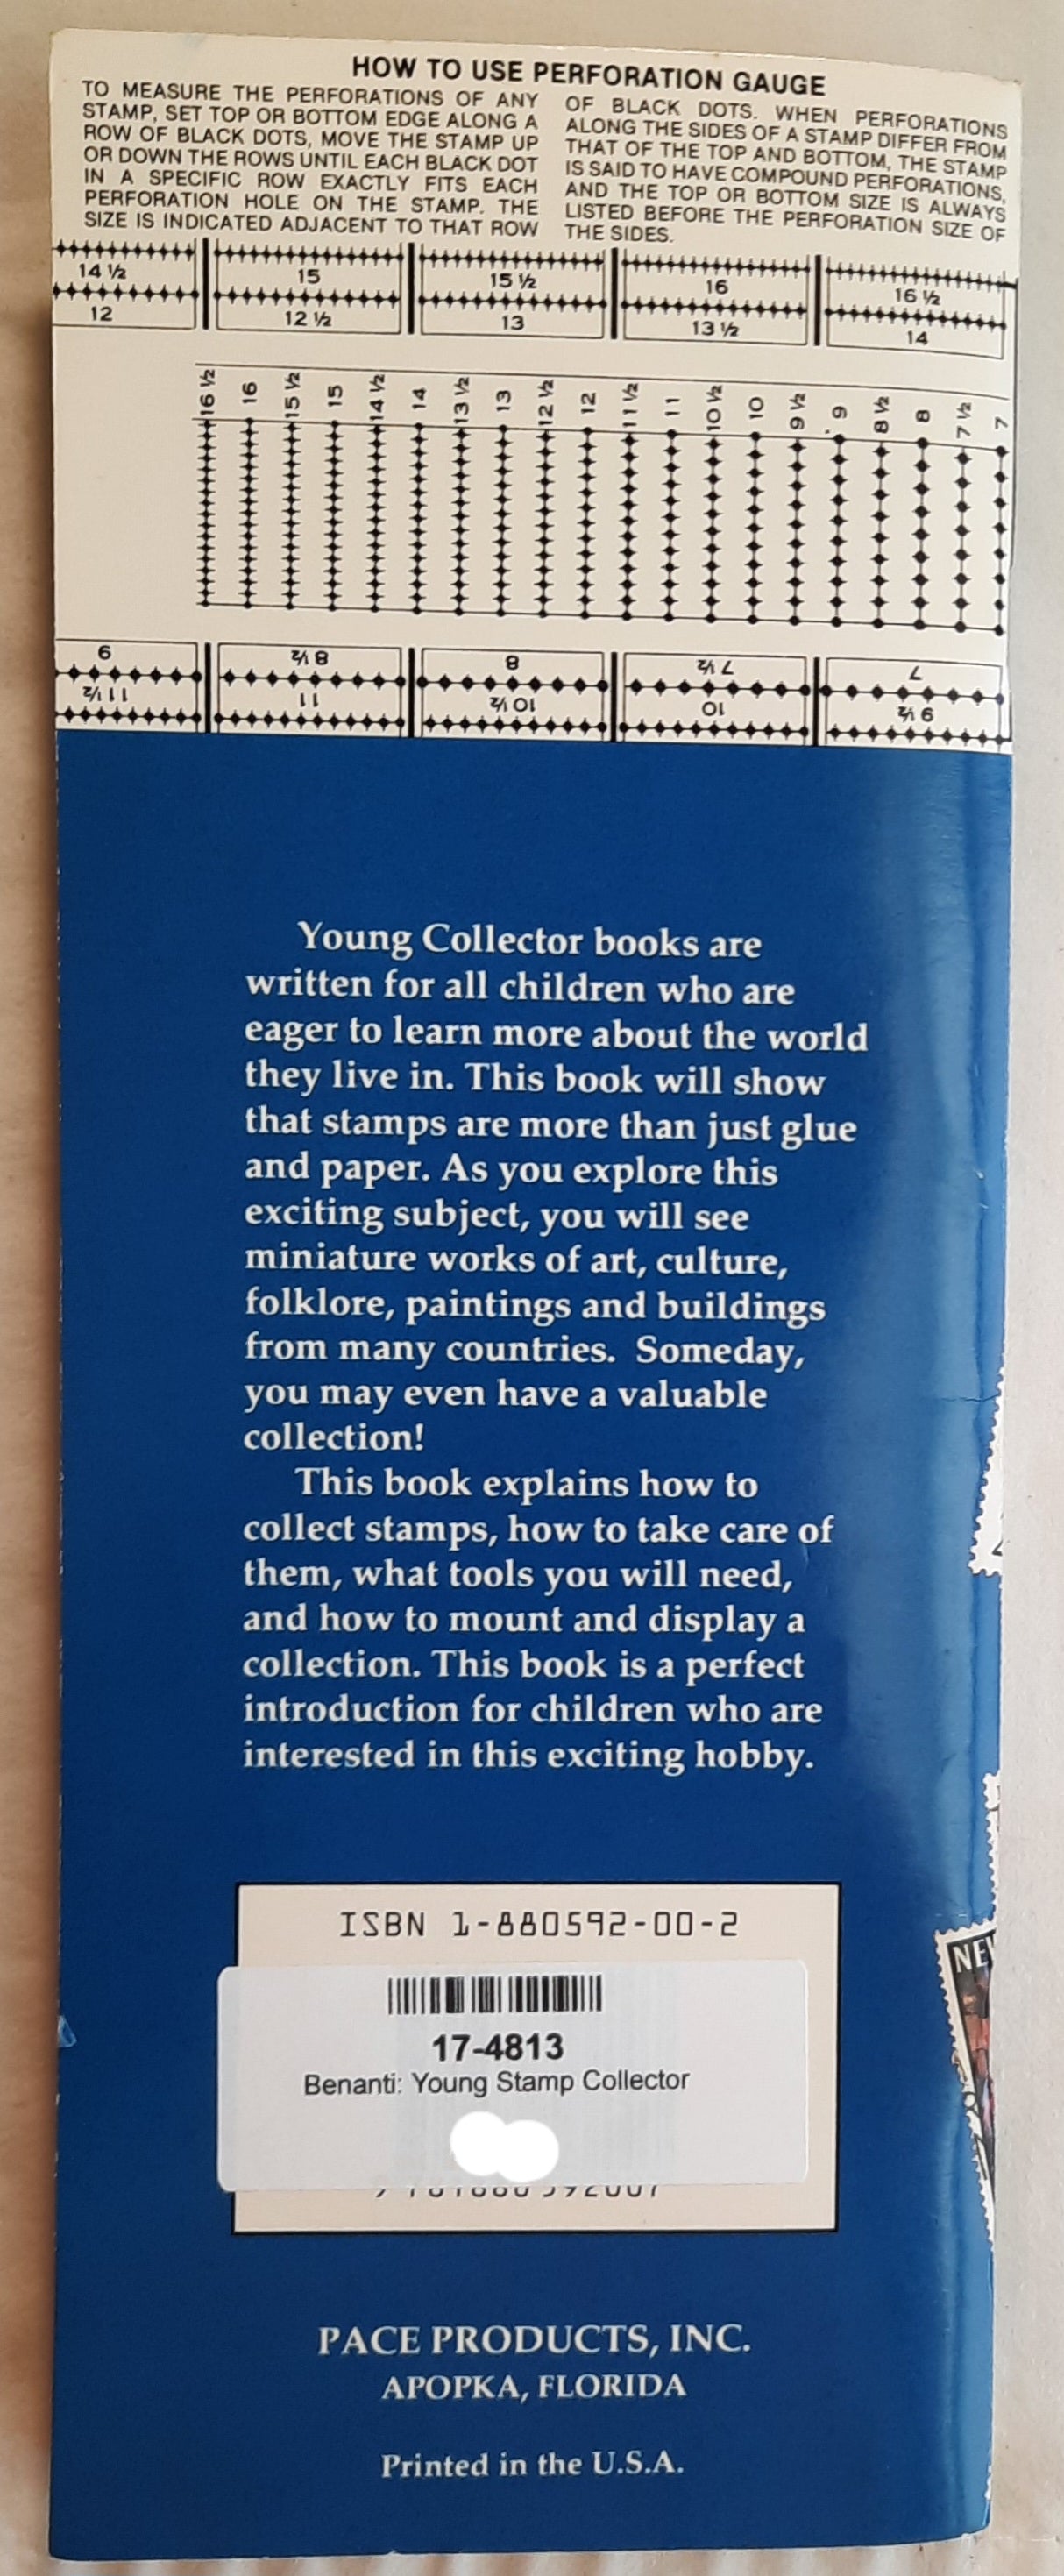 HOW TO USE PERFORATION GAUGE
TO MEASURE THE PERFORATIONS OF ANY
STAMP, SET TOP OR BOTTOM EDGE ALONG A
ROW OF BLACK DOTS, MOVE THE STAMP UP
OR DOWN THE ROWS UNTIL EACH BLACK DOT
IN A SPECIFIC ROW EXACTLY FITS EACH
PERFORATION HOLE ON THE STAMP. THE
SIZE IS INDICATED ADJACENT TO THAT ROW
OF BLACK DOTS. WHEN PERFORATIONS
ALONG THE SIDES OF A STAMP DIFFER FROM
THAT OF THE TOP AND BOTTOM, THE STAMP
IS SAID TO HAVE COMPOUND PERFORATIONS,
AND THE TOP OR BOTTOM SIZE IS ALWAYS
LISTED BEFORE THE PERFORATION SIZE OF
THE SIDES.
14 ½ 15 15 ½ 16 16 ½
12 12 ½ 13 13 ½ 14
16 ½ 16 15 ½ 15 14 ½ 14 13 ½ 13 12 ½ 12 11 ½ 11 10 ½ 10 9 ½ 9 8 ½ 8 7 ½ 7
9 8 ½ 8 7 ½ 7
11 ½ 11 10 ½ 10 9 ½
Young Collector books are
written for all children who are
eager to learn more about the world
they live in. This book will show
that stamps are more than just glue
and paper. As you explore this
exciting subject, you will see
miniature works of art, culture,
folklore, paintings and buildings
from many countries. Someday,
you may even have a valuable
collection!
This book explains how to
collect stamps, how to take care of
them, what tools you will need,
and how to mount and display a
collection. This book is a perfect
introduction for children who are
interested in this exciting hobby.
ISBN 1-880592-00-2
17-4813
Benanti: Young Stamp Collector
PACE PRODUCTS, INC.
APOPKA, FLORIDA
Printed in the U.S.A.